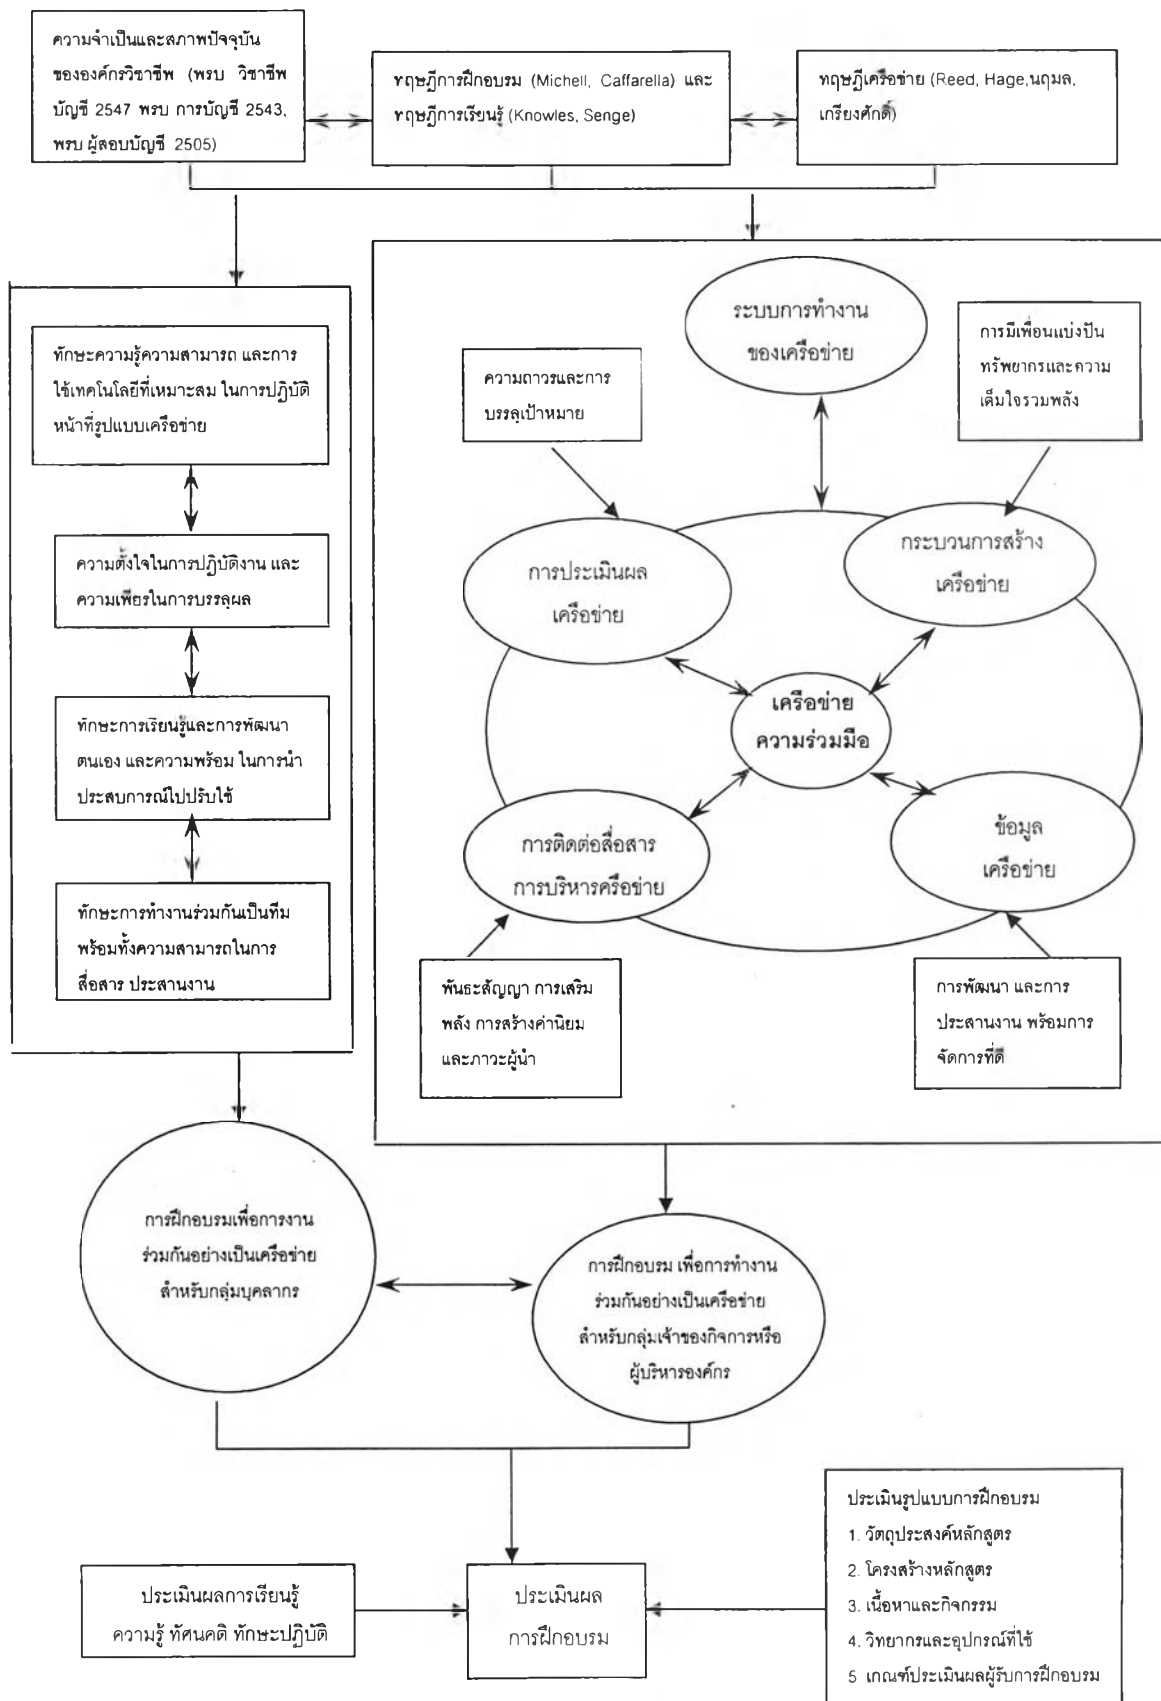 ความจำเป็นและสภาพปัจจุบัน
ขององค์กรวิชาชีพ (พรบ วิชาชีพ
บัญชี 2547 พรบ การบัญชี 2543,
พรบ ผู้สอบบัญชี 2505)
ทฤษฎีการฝึกอบรม (Michell, Caffarella) และ
ทฤษฎีการเรียนรู้ (Knowles, Senge)
ทฤษฎีเครือข่าย (Reed, Hage,นฤมล,
เกรียงศักดิ์)
ทักษะความรู้ความสามารถ และการ
ใช้เทคโนโลยีที่เหมาะสม ในการปฏิบัติ
หน้าที่รูปแบบเครือข่าย
ความตั้งใจในการปฏิบัติงาน และ
ความเพียรในการบรรลุผล
ทักษะการเรียนรู้และการพัฒนา
ตนเอง และความพร้อม ในการนำ
ประสบการณ์ไปปรับใช้
ทักษะการทำงานร่วมกันเป็นทีม
พร้อมทั้งความสามารถในการ
สื่อสาร ประสานงาน
ระบบการทำงาน
ของเครือข่าย
ความถาวรและการ
บรรลุเป้าหมาย
การมีเพื่อนแบ่งปัน
ทรัพยากรและความ
เต็มใจรวมพลัง
การประเมินผล
เครือข่าย
กระบวนการสร้าง
เครือข่าย
เครือข่าย
ความร่วมมือ
การติดต่อสื่อสาร
การบริหารครือข่าย
ข้อมูล
เครือข่าย
พันธะสัญญา การเสริม
พลัง การสร้างค่านิยม
และภาวะผู้นำ
การพัฒนา และการ
ประสานงาน พร้อมการ
จัดการที่ดี
การฝึกอบรมเพื่อการงาน
ร่วมกันอย่างเป็นเครือข่าย
สำหรับกลุ่มบุคลากร
การฝึกอบรม เพื่อการทำงาน
ร่วมกันอย่างเป็นเครือข่าย
สำหรับกลุ่มเจ้าของกิจการหรือ
ผู้บริหารองค์กร
ประเมินผลการเรียนรู้
ความรู้ ทัศนคติ ทักษะปฏิบัติ
ประเมินผล
การฝึกอบรม
ประเมินรูปแบบการฝึกอบรม
1. วัตถุประสงค์หลักสูตร
2. โครงสร้างหลักสูตร
3. เนื้อหาและกิจกรรม
4. วิทยากรและอุปกรณ์ที่ใช้
5 เกณฑ์ประเมินผลผู้รับการฝึกอบรม